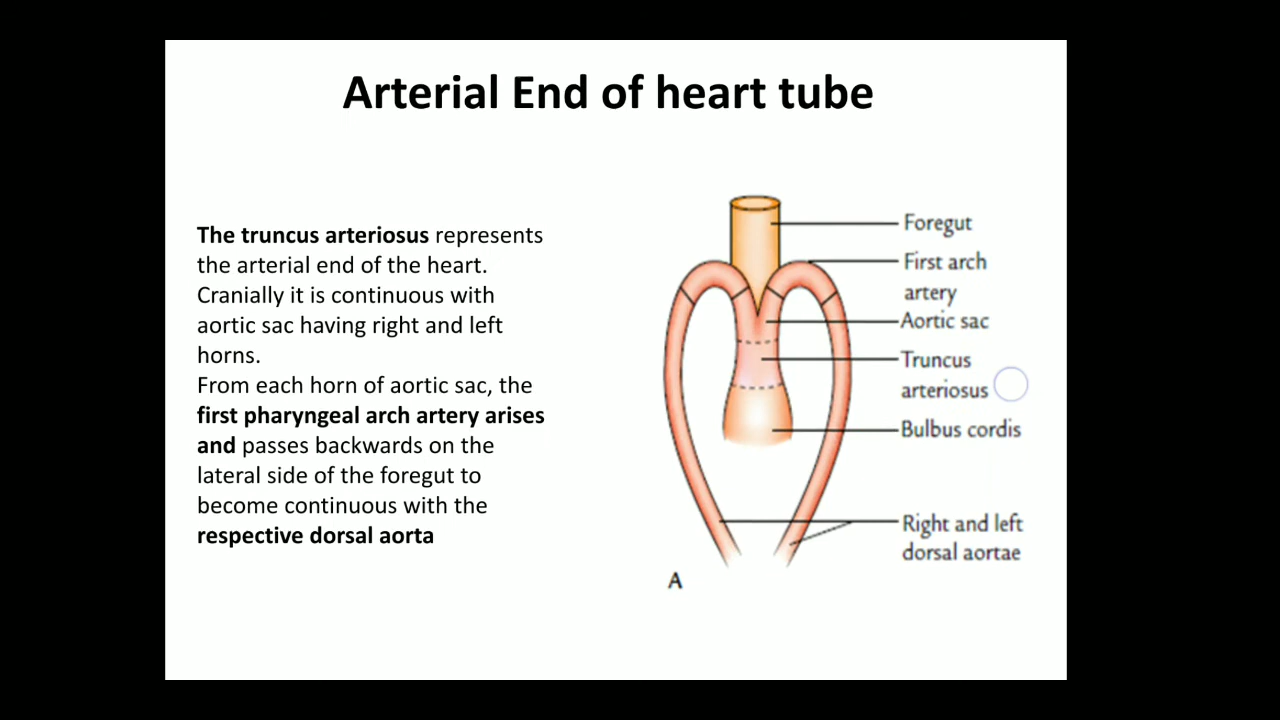 Arterial End of heart tube
The truncus arteriosus represents
the arterial end of the heart.
Cranially it is continuous with
aortic sac having right and left
horns.
From each horn of aortic sac, the
first pharyngeal arch artery arises
and passes backwards on the
lateral side of the foregut to
become continuous with the
respective dorsal aorta
Foregut
First arch
artery
Aortic sac
Truncus
arteriosus
Bulbus cordis
Right and left
dorsal aortae
A